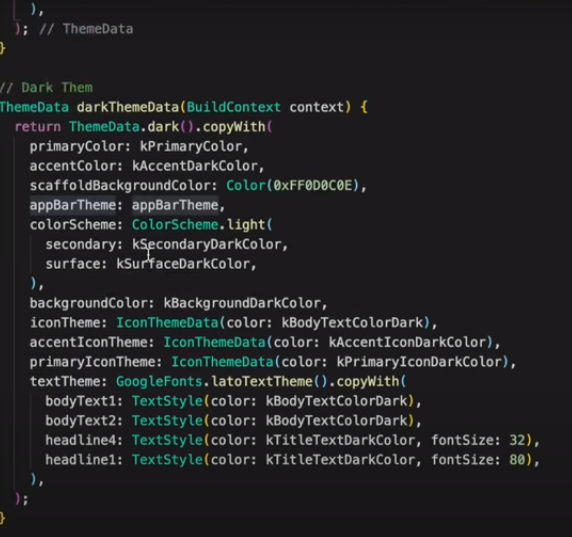 ),
); // ThemeData
}
// Dark Them
ThemeData darkThemeData(BuildContext context) {
return ThemeData.dark().copyWith(
primaryColor: kPrimaryColor,
accentColor: kAccentDarkColor,
scaffoldBackgroundColor: Color(0xFF0D0C0E),
appBarTheme: appBarTheme,
colorScheme: ColorScheme.light(
secondary: kSecondaryDarkColor,
surface: kSurfaceDarkColor,
),
backgroundColor: kBackgroundDarkColor,
iconTheme: IconThemeData(color: kBodyTextColorDark),
accentIconTheme: IconThemeData(color: kAccentIconDarkColor),
primaryIconTheme: IconThemeData(color: kPrimaryIconDarkColor),
textTheme: GoogleFonts.latoTextTheme().copyWith(
bodyText1: TextStyle(color: kBodyTextColorDark),
bodyText2: TextStyle(color: kBodyTextColorDark),
headline4: TextStyle(color: kTitleTextDarkColor, fontSize: 32),
headline1: TextStyle(color: kTitleTextDarkColor, fontSize: 80),
),
);
}